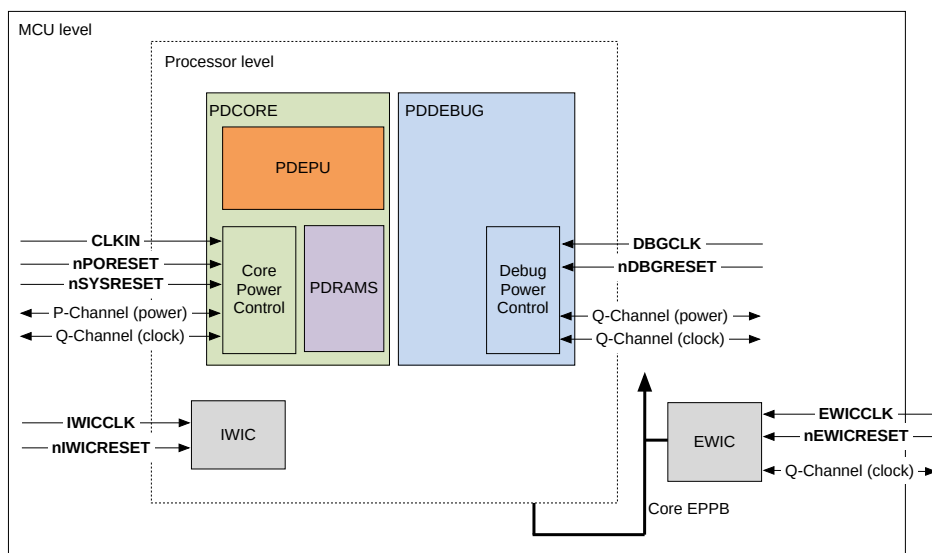 MCU level
Processor level
PDCORE
PDDEBUG
PDEPU
CLKIN
nPORESET
nSYSRESET
P-Channel (power)
Q-Channel (clock)
Core
Power
Control
PDRAMS
Debug
Power
Control
DBGCLK
nDBGRESET
Q-Channel (power)
Q-Channel (clock)
IWICCLK
nIWICRESET
IWIC
EWIC
EWICCLK
nEWICRESET
Q-Channel (clock)
Core EPPB